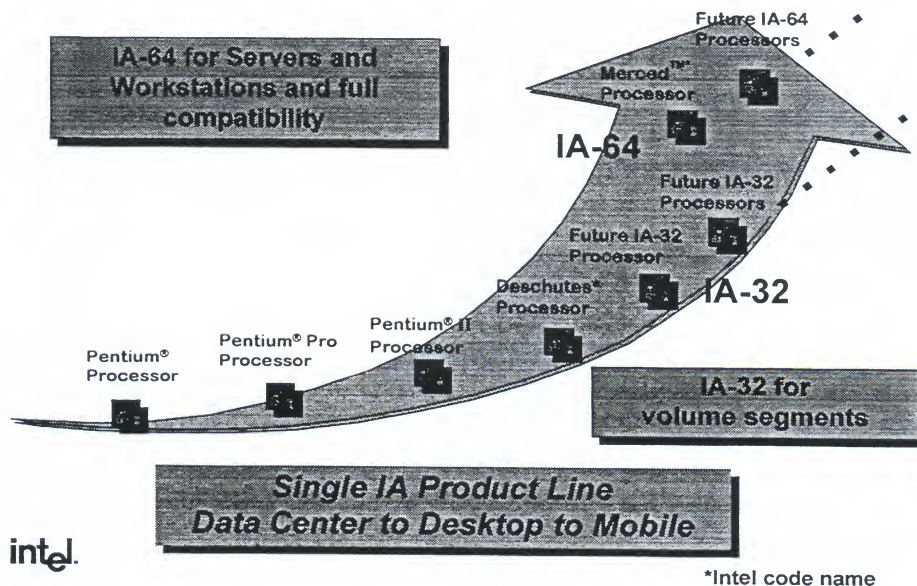 Future IA-64
Processors
IA-64 for Servers and
Workstations and full
compatibility
Merced™*
Processor
IA-64
Future IA-32
Processors
Future IA-32
Processor
IA-32
Deschutes*
Processor
Pentium® II
Processor
Pentium® Pro
Processor
Pentium®
Processor
IA-32 for
volume segments
Single IA Product Line
Data Center to Desktop to Mobile
intel.
*Intel code name